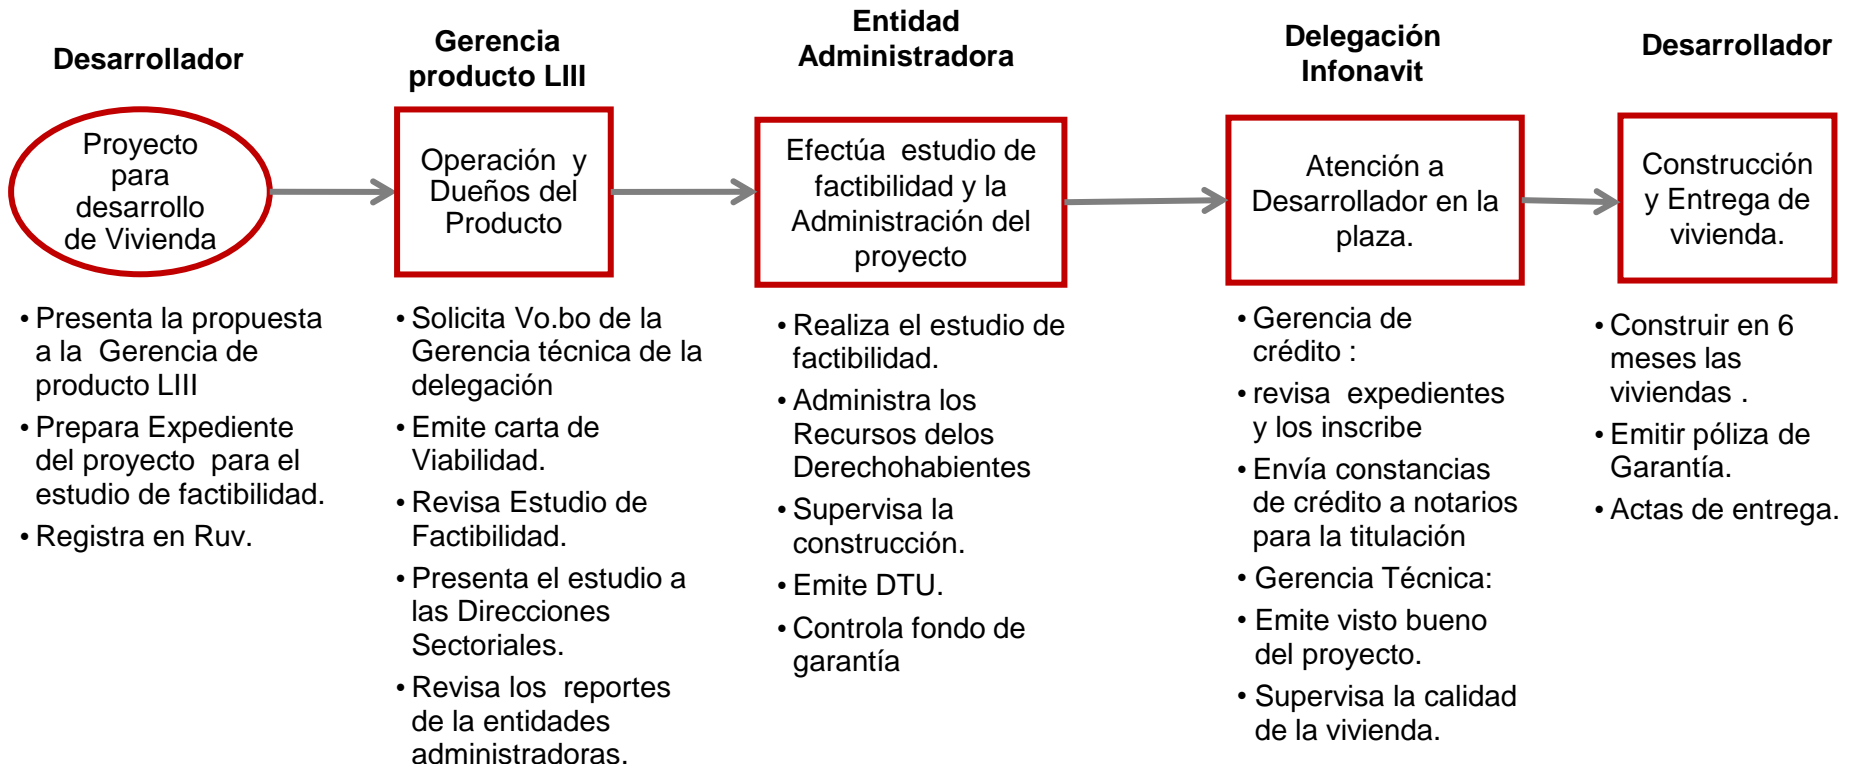 Desarrollador
Proyecto
para
desarrollo
de Vivienda
• Presenta la propuesta
a la Gerencia de
producto LIII
• Prepara Expediente
del proyecto para el
estudio de factibilidad.
• Registra en Ruv.
Gerencia
producto LIII
Operación y
Dueños del
Producto
• Solicita Vo.bo de la
Gerencia técnica de la
delegación
• Emite carta de
Viabilidad.
• Revisa Estudio de
Factibilidad.
• Presenta el estudio a
las Direcciones
Sectoriales.
• Revisa los reportes
de la entidades
administradoras.
Entidad
Administradora
Efectúa estudio de
factibilidad y la
Administración del
proyecto
• Realiza el estudio de
factibilidad.
• Administra los
Recursos delos
Derechohabientes
• Supervisa la
construcción.
• Emite DTU.
• Controla fondo de
garantía
Delegación
Infonavit
Atención a
Desarrollador en la
plaza.
• Gerencia de
crédito :
• revisa expedientes
y los inscribe
• Envía constancias
de crédito a notarios
para la titulación
• Gerencia Técnica:
• Emite visto bueno
del proyecto.
• Supervisa la calidad
de la vivienda.
Desarrollador
Construcción
y Entrega de
vivienda.
• Construir en 6
meses las
viviendas .
• Emitir póliza de
Garantía.
• Actas de entrega.